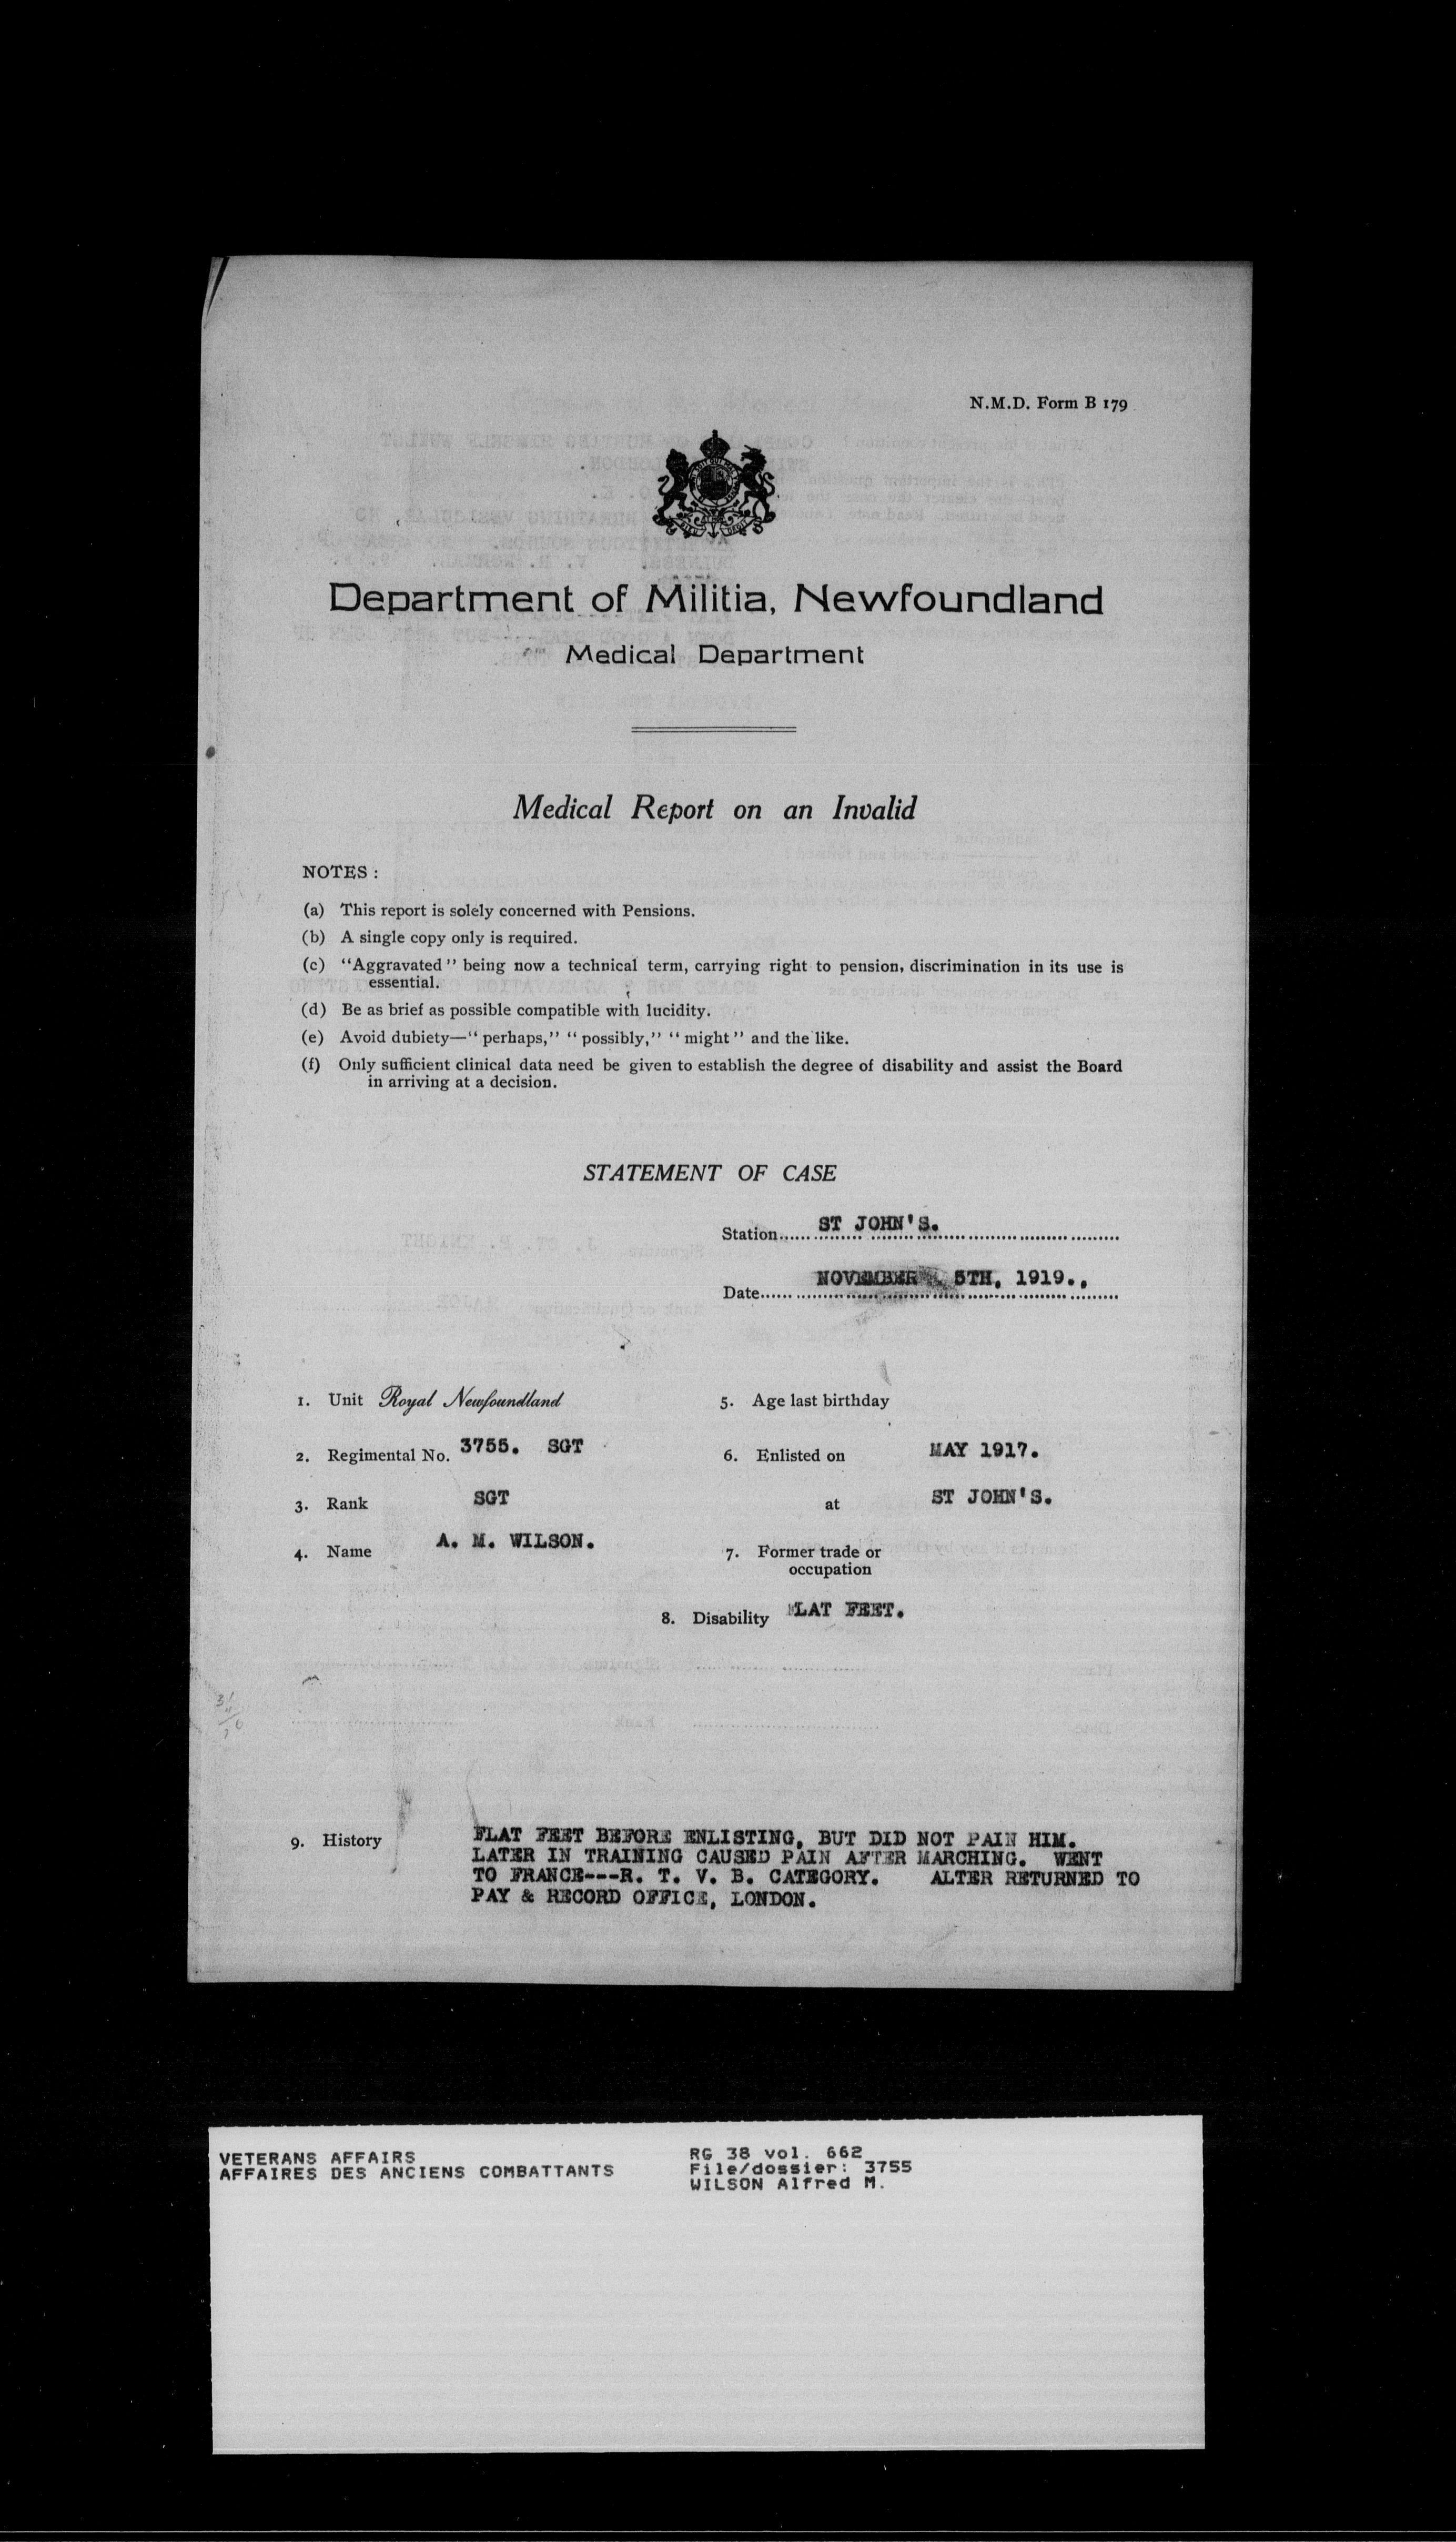 N.M.D. Form B 179
Department of Militia, Newfoundland
Medical Department
Medical Report on an Invalid
NOTES :
(a) This report is solely concerned with Pensions.
(b) A single copy only is required.
(c) "Aggravated" being now a technical term, carrying right to pension, discrimination in its use is
essential.
(d) Be as brief as possible compatible with lucidity.
(e) Avoid dubiety—"perhaps," "possibly," "might" and the like.
(f) Only sufficient clinical data need be given to establish the degree of disability and assist the Board
in arriving at a decision.
STATEMENT OF CASE
Station...... ST JOHN'S.
Date...... NOVEMBER 5TH, 1919.,
1. Unit Royal Newfoundland
2. Regimental No. 3755. SGT
3. Rank SGT
4. Name A. M. WILSON.
5. Age last birthday
6. Enlisted on MAY 1917.
at ST JOHN'S.
7. Former trade or
occupation
8. Disability FLAT FEET.
9. History FLAT FEET BEFORE ENLISTING, BUT DID NOT PAIN HIM.
LATER IN TRAINING CAUSED PAIN AFTER MARCHING. WENT
TO FRANCE---R. T. V. B. CATEGORY. ALTER RETURNED TO
PAY & RECORD OFFICE, LONDON.
VETERANS AFFAIRS
AFFAIRES DES ANCIENS COMBATTANTS
RG 38 vol. 662
File/dossier: 3755
WILSON Alfred M.